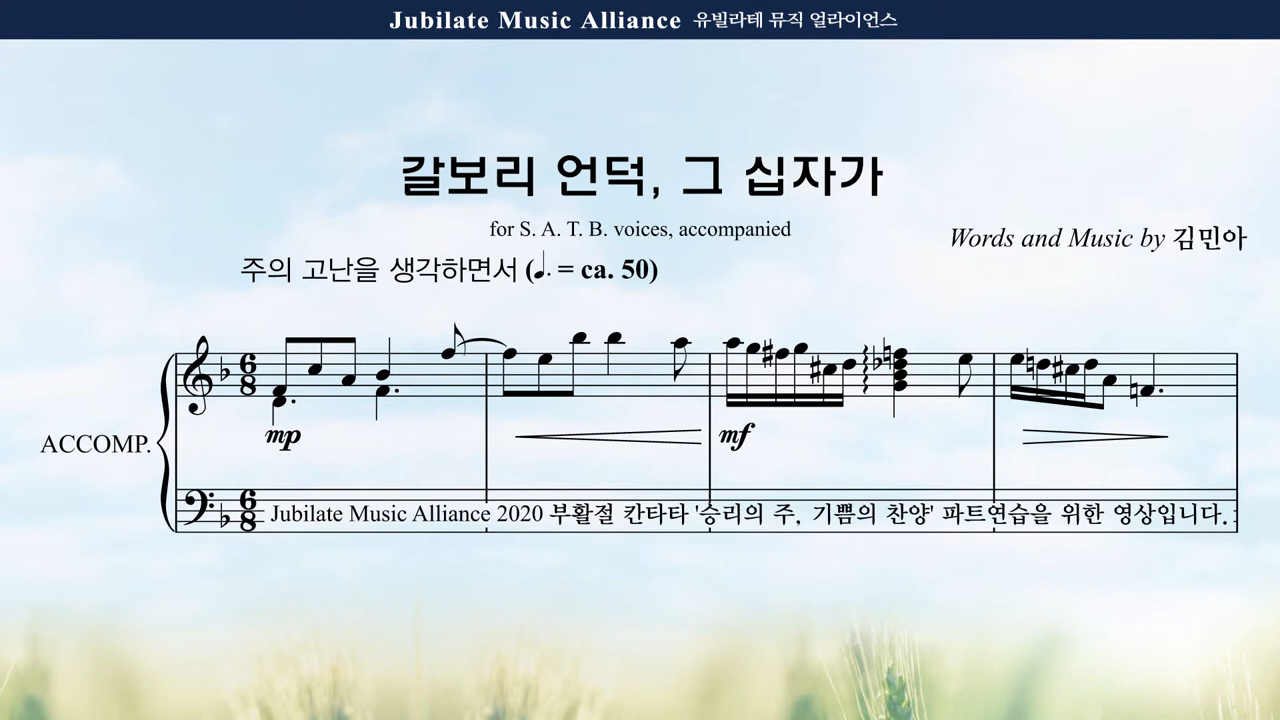 Jubilate Music Alliance 유빌라테 뮤직 얼라이언스
갈보리 언덕, 그 십자가
for S. A. T. B. voices, accompanied
Words and Music by 김민아
주의 고난을 생각하면서 (♩. = ca. 50)
6 8
mp
mf
ACCOMP.
6 8
Jubilate Music Alliance 2020 부활절 칸타타 '승리의 주, 기쁨의 찬양' 파트연습을 위한 영상입니다.